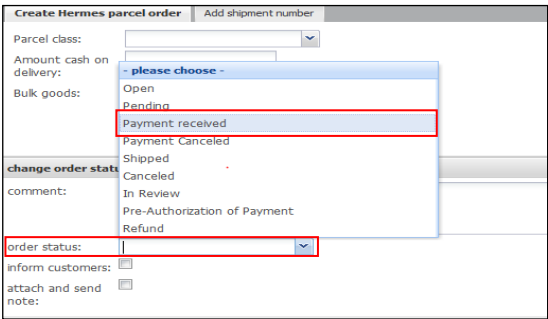 Create Hermes parcel order Add shipment number
Parcel class:
Amount cash on
delivery:
Bulk goods:
- please choose -
Open
Pending
Payment received
Payment Canceled
Shipped
Canceled
In Review
Pre-Authorization of Payment
Refund
change order statu
comment:
order status:
inform customers:
attach and send
note: